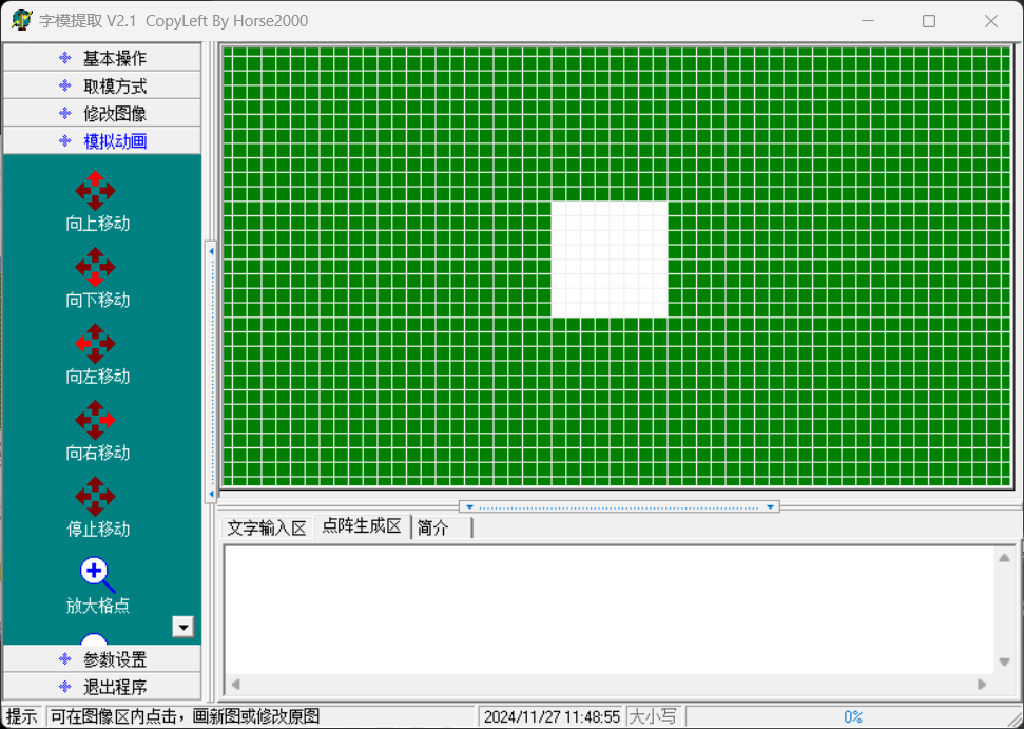 字模提取 V2.1 CopyLeft By Horse2000
基本操作
取模方式
修改图像
模拟动画
向上移动
向下移动
向左移动
向右移动
停止移动
放大格点
参数设置
退出程序
文字输入区 点阵生成区 简介
提示 可在图像区内点击，画新图或修改原图 2024/11/27 11:48:55 大小写 0%